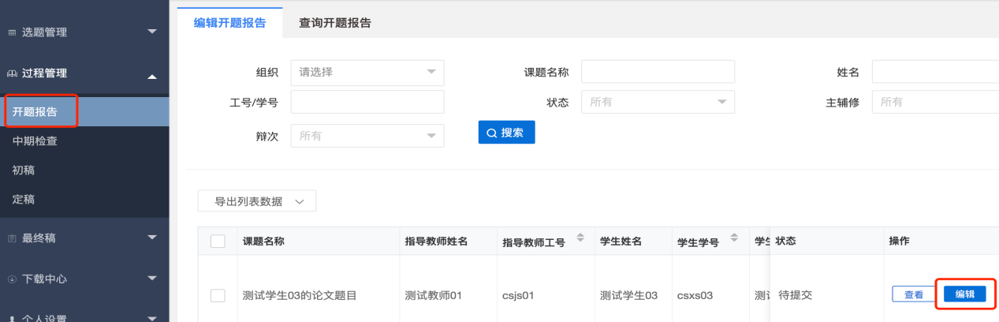 选题管理
过程管理
开题报告
中期检查
初稿
定稿
最终稿
下载中心
个人设置
编辑开题报告 查询开题报告
组织 请选择 课题名称 姓名
工号/学号 状态 所有 主辅修 所有
辩次 所有 搜索
导出列表数据
课题名称 指导教师姓名 指导教师工号 学生姓名 学生学号 学生 状态 操作
测试学生03的论文题目 测试教师01 csjs01 测试学生03 csxs03 测试 待提交 查看 编辑